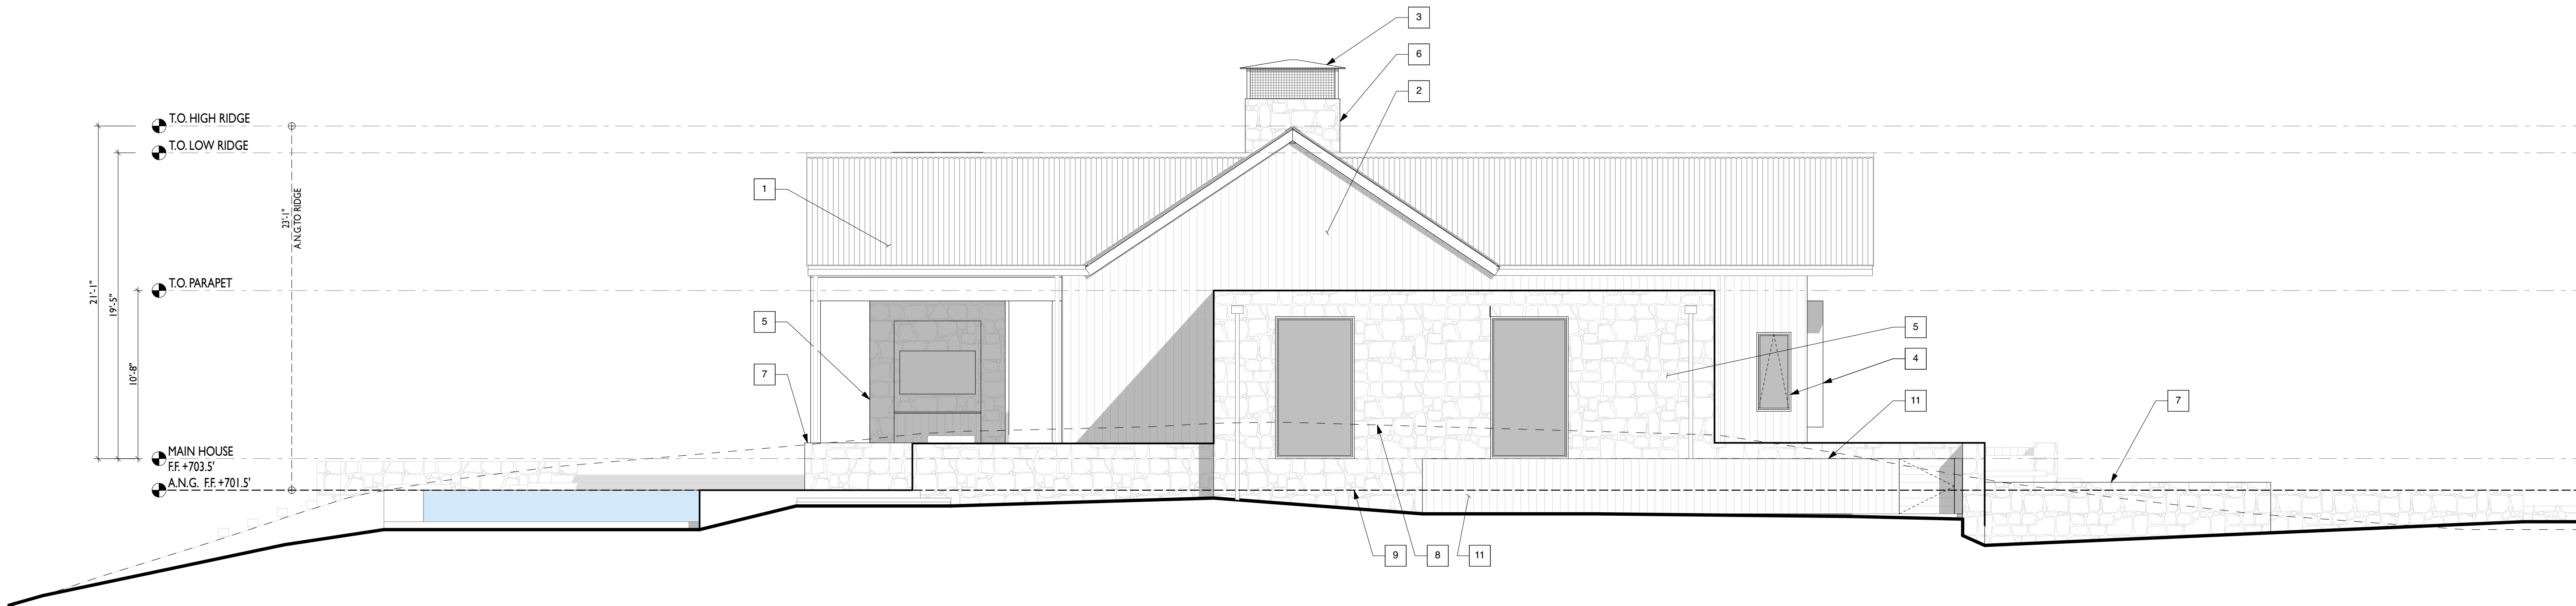 3
6
2
T.O. HIGH RIDGE
T.O. LOW RIDGE
1
23'-1"
A.N.G. TO RIDGE
21'-1"
19'-5"
T.O. PARAPET
10'-8"
5
5
4
7
11
7
MAIN HOUSE
F.F. +703.5'
A.N.G. F.F. +701.5'
9
8
11